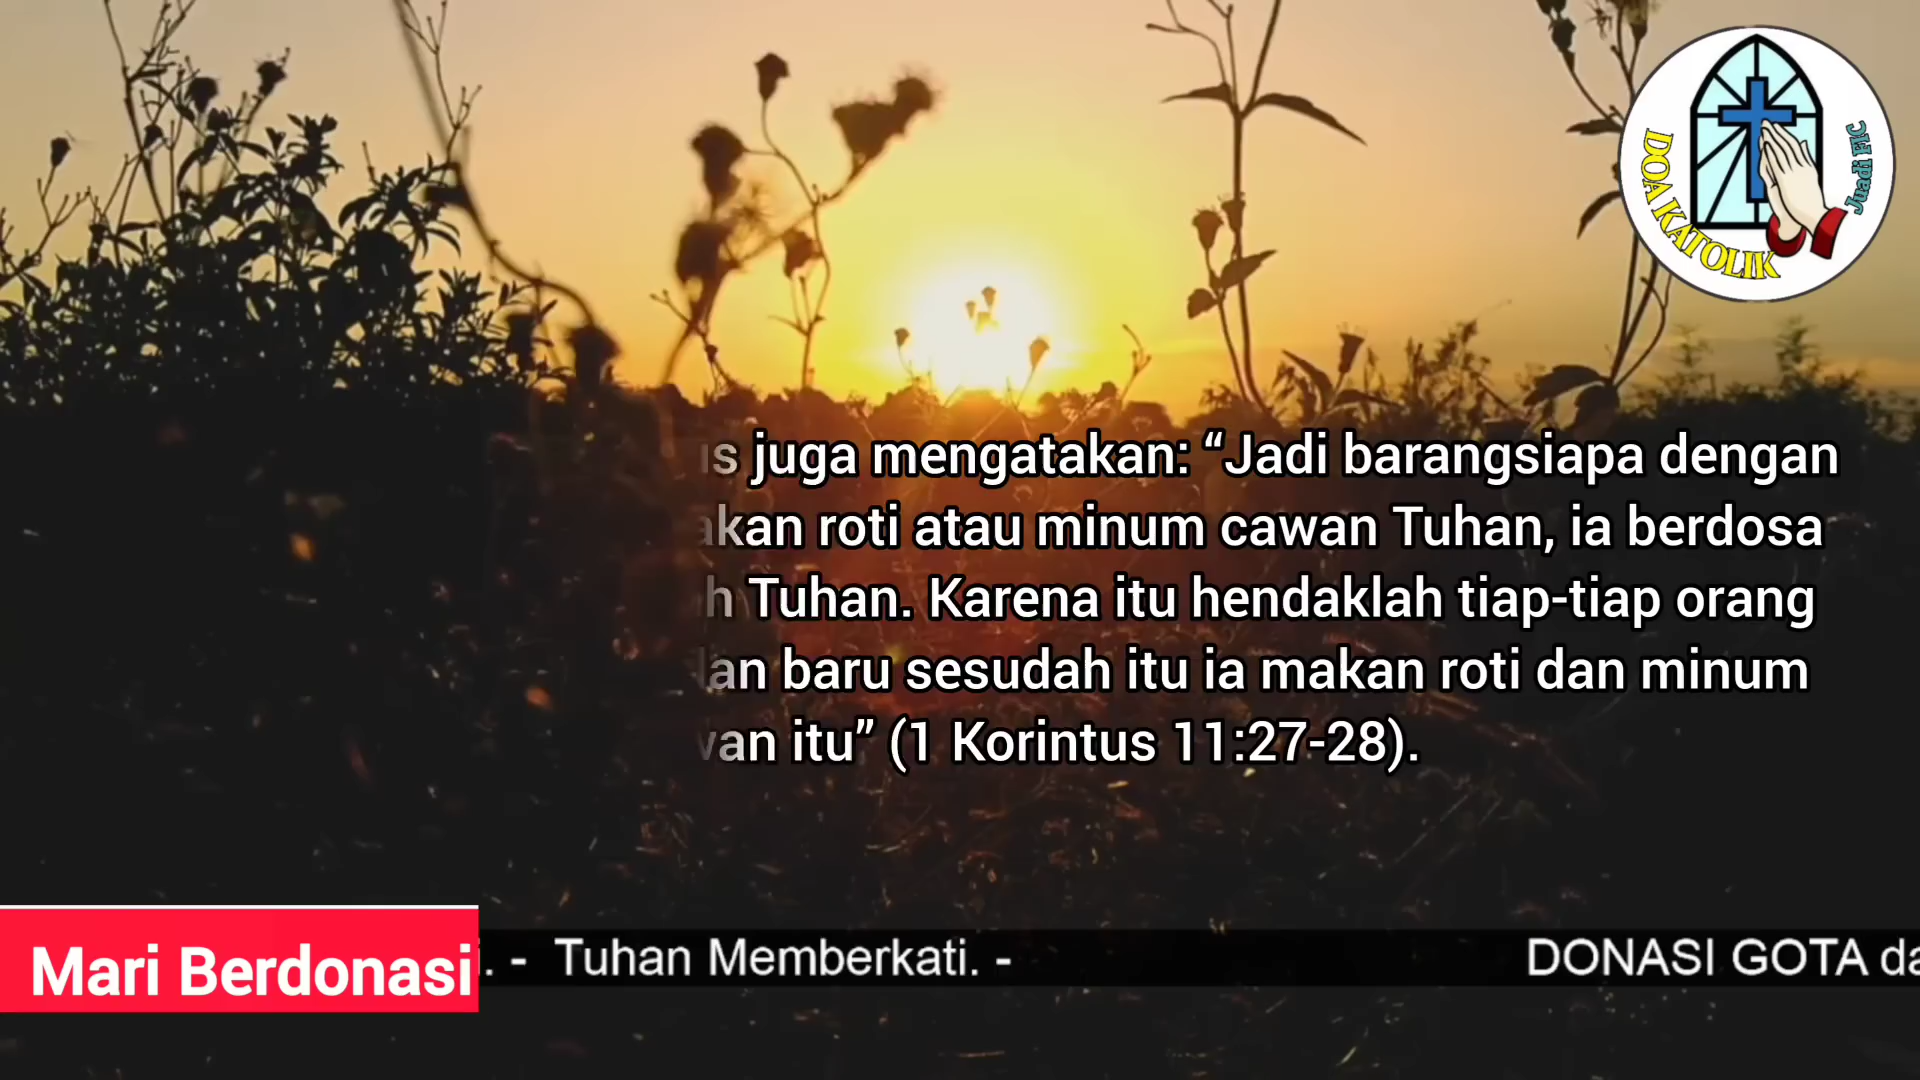 juga mengatakan: “Jadi barangsiapa dengan
roti atau minum cawan Tuhan, ia berdosa
Tuhan. Karena itu hendaklah tiap-tiap orang
baru sesudah itu ia makan roti dan minum
itu” (1 Korintus 11:27-28).
DOA KATOLIK
Juadi FIC
Mari Berdonasi
. - Tuhan Memberkati. -
DONASI GOTA